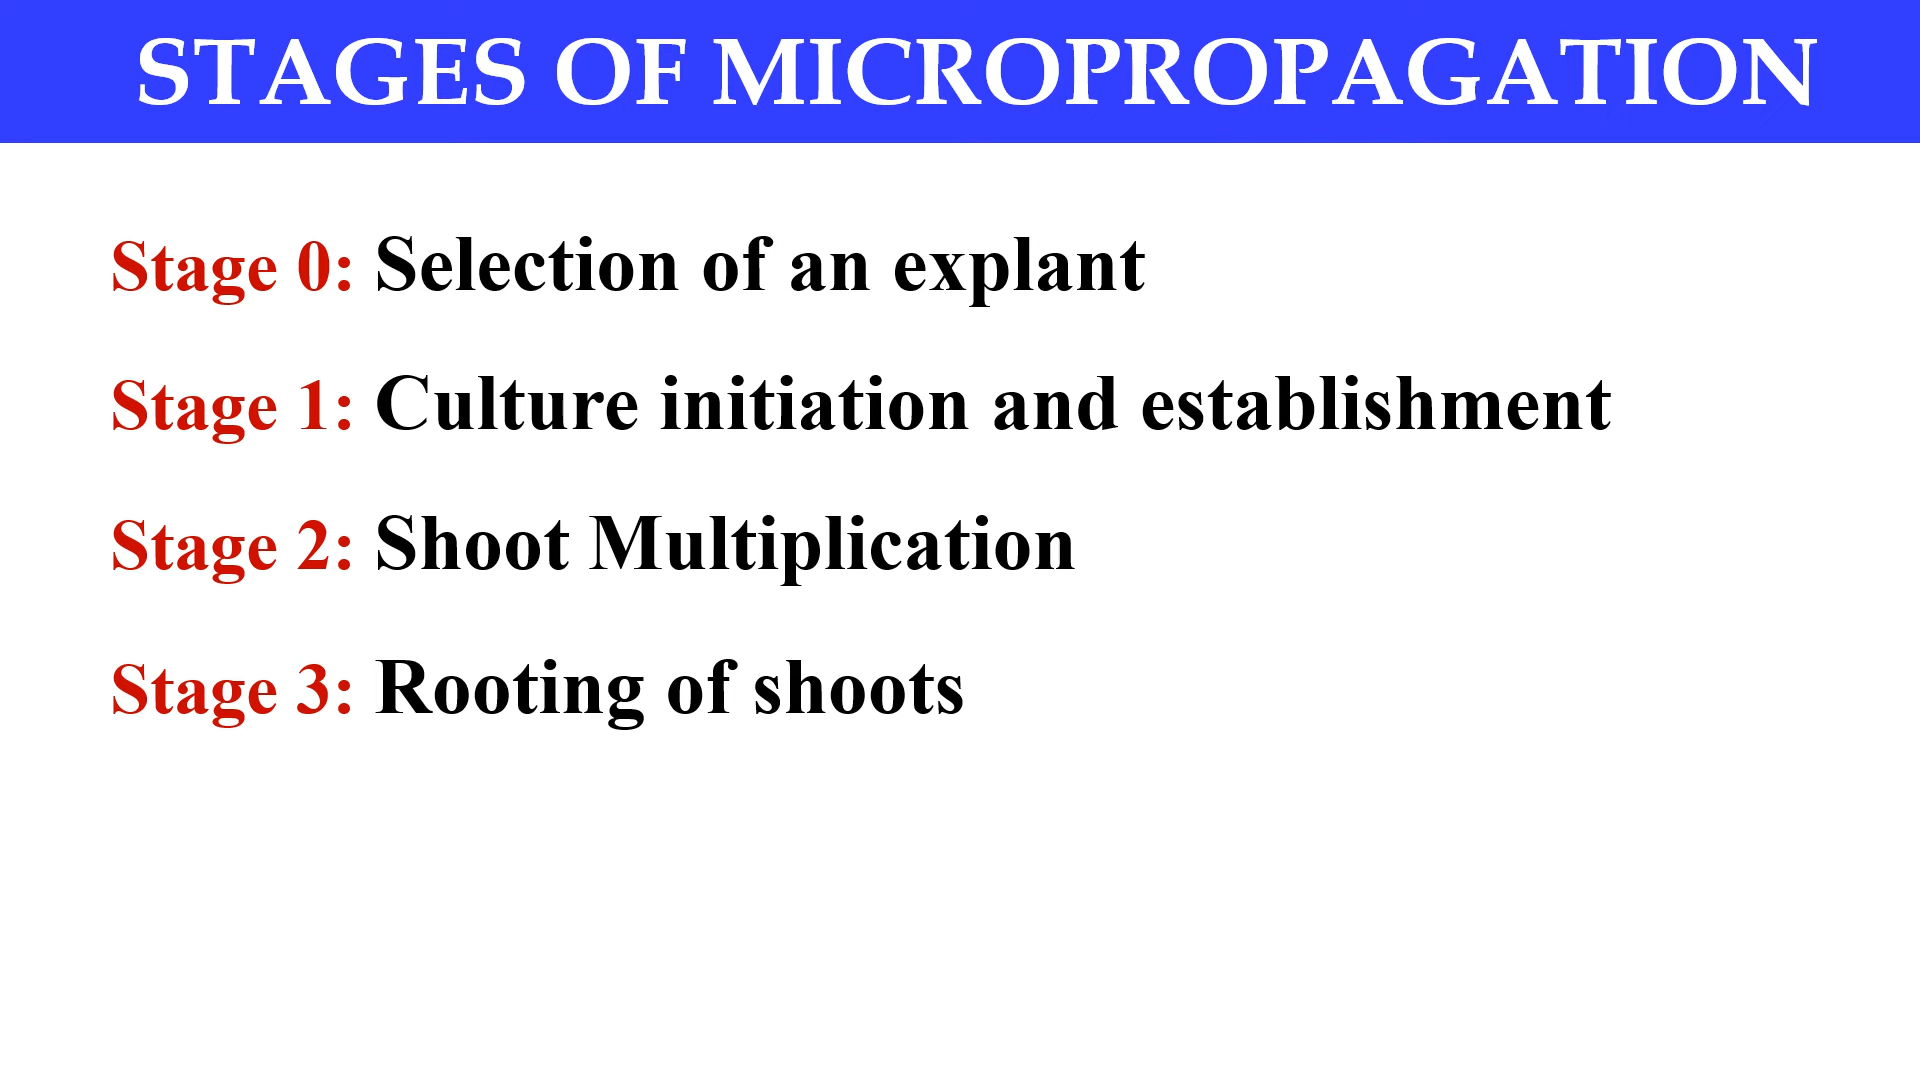 STAGES OF MICROPROPAGATION
Stage 0: Selection of an explant
Stage 1: Culture initiation and establishment
Stage 2: Shoot Multiplication
Stage 3: Rooting of shoots